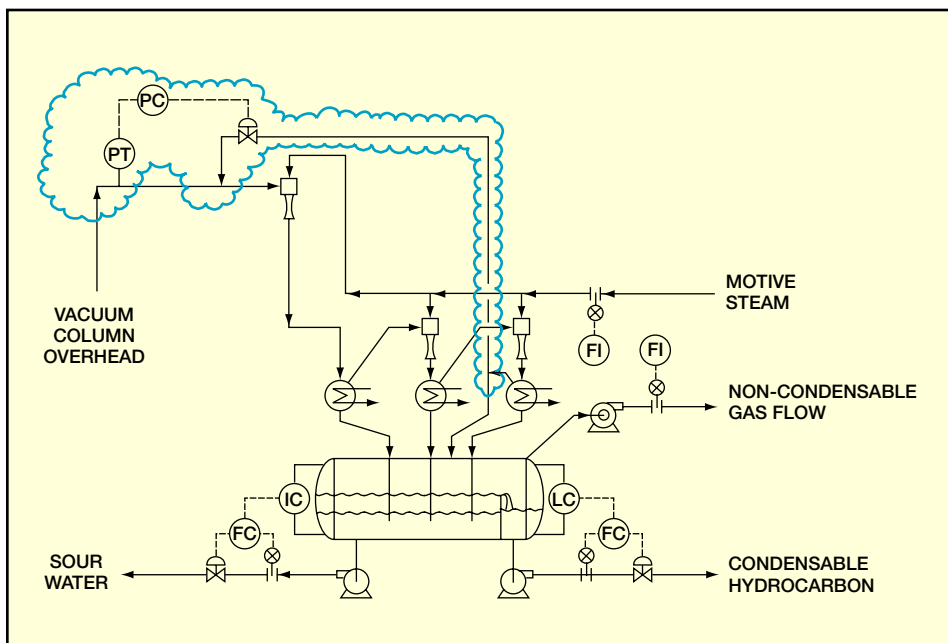 PC
PT
VACUUM
COLUMN
OVERHEAD
MOTIVE
STEAM
FI
FI
NON-CONDENSABLE
GAS FLOW
IC
LC
FC
FC
SOUR
WATER
CONDENSABLE
HYDROCARBON